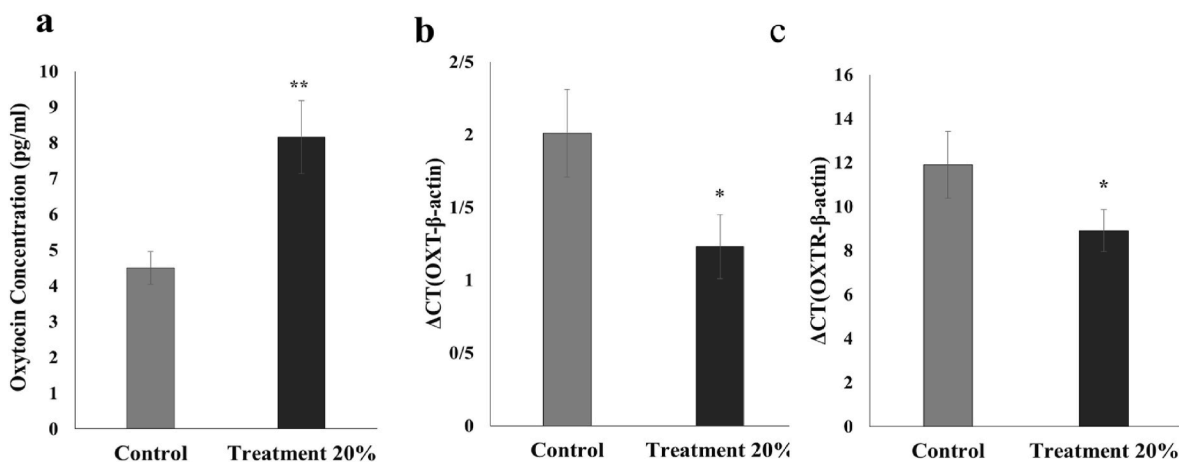 a
Oxytocin Concentration (pg/ml)
10
9
8
7
6
5
4
3
2
1
0
**
Control
Treatment 20%
b
ΔCT(OXT-β-actin)
2/5
2
1/5
1
0/5
0
*
Control
Treatment 20%
c
ΔCT(OXTR-β-actin)
16
14
12
10
8
6
4
2
0
*
Control
Treatment 20%